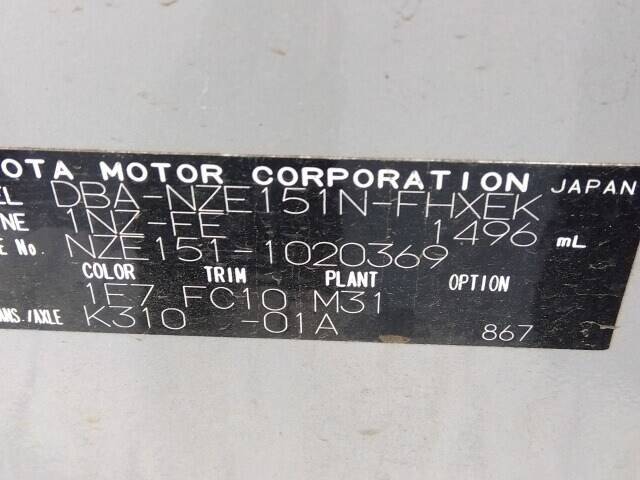 OTA MOTOR CORPORATION JAPAN
EL DBA-NZE151N-FHXEK
NE 1NZ-FE 1496 mL
E No. NZE151-1020369
COLOR TRIM PLANT OPTION
1F7 FC10 M31
ANS./AXLE K310 -01A 867